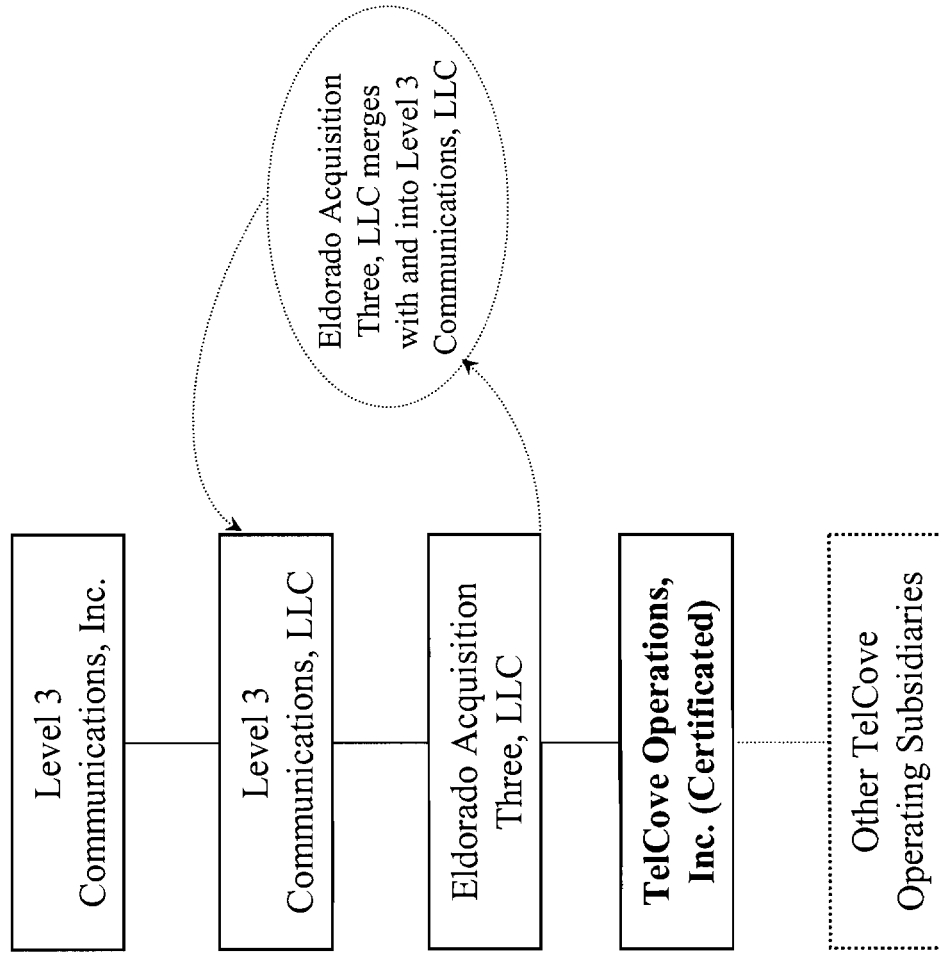 Level 3
Communications, Inc.
Level 3
Communications, LLC
Eldorado Acquisition
Three, LLC
TelCove Operations,
Inc. (Certificated)
Other TelCove
Operating Subsidiaries
Eldorado Acquisition
Three, LLC merges
with and into Level 3
Communications, LLC